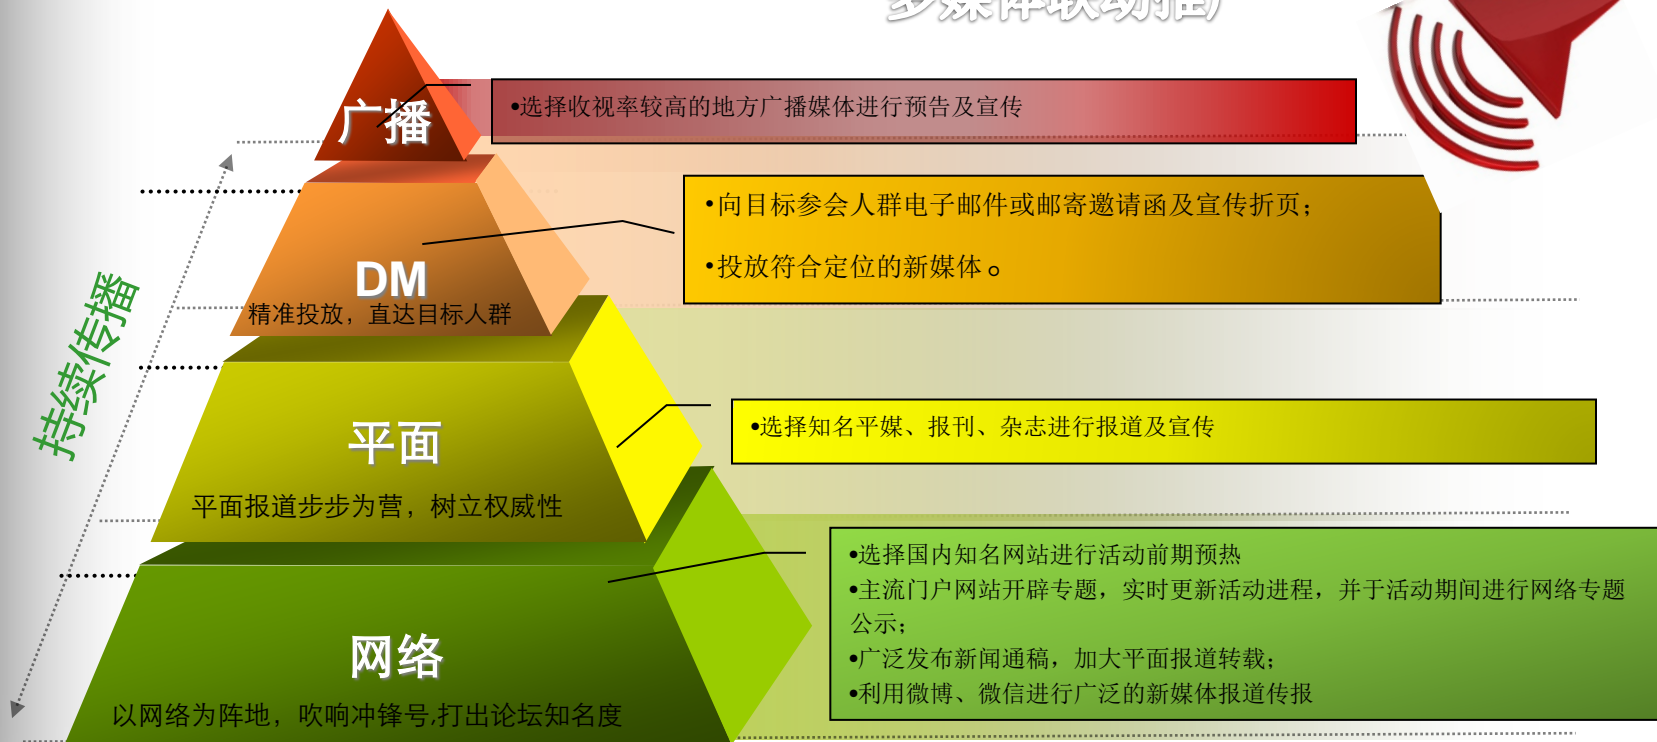 多媒体联动推广
广播
•选择收视率较高的地方广播媒体进行预告及宣传
•向目标参会人群电子邮件或邮寄邀请函及宣传折页；
•投放符合定位的新媒体。
DM
精准投放，直达目标人群
持续传播
平面
•选择知名平媒、报刊、杂志进行报道及宣传
平面报道步步为营，树立权威性
•选择国内知名网站进行活动前期预热
•主流门户网站开辟专题，实时更新活动进程，并于活动期间进行网络专题
公示；
•广泛发布新闻通稿，加大平面报道转载；
•利用微博、微信进行广泛的新媒体报道传报
网络
以网络为阵地，吹响冲锋号,打出论坛知名度